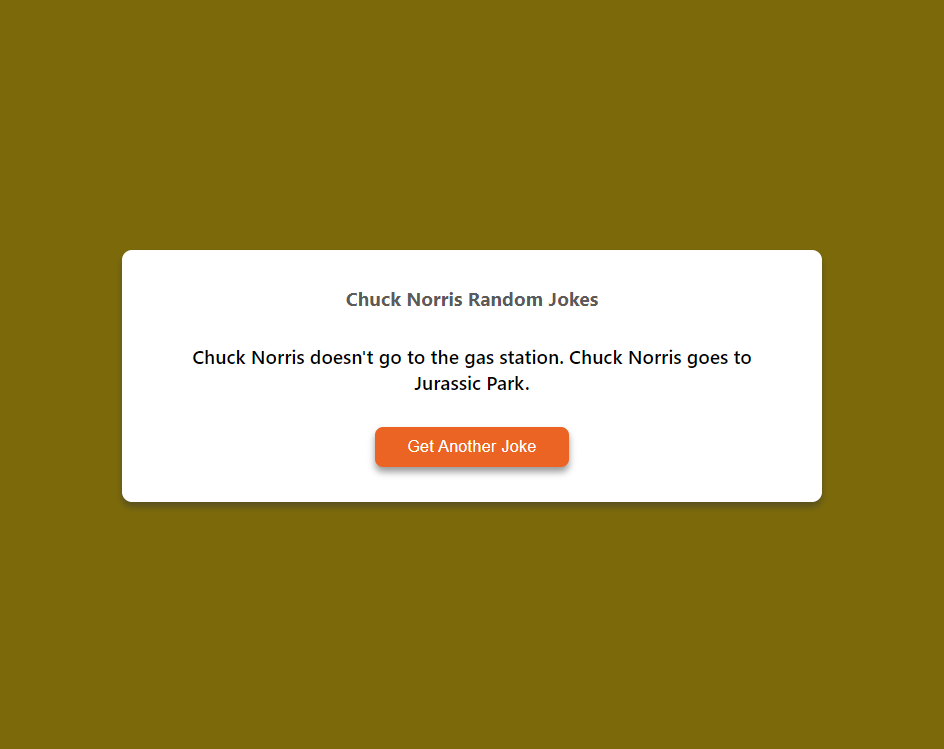 Chuck Norris Random Jokes
Chuck Norris doesn't go to the gas station. Chuck Norris goes to
Jurassic Park.
Get Another Joke